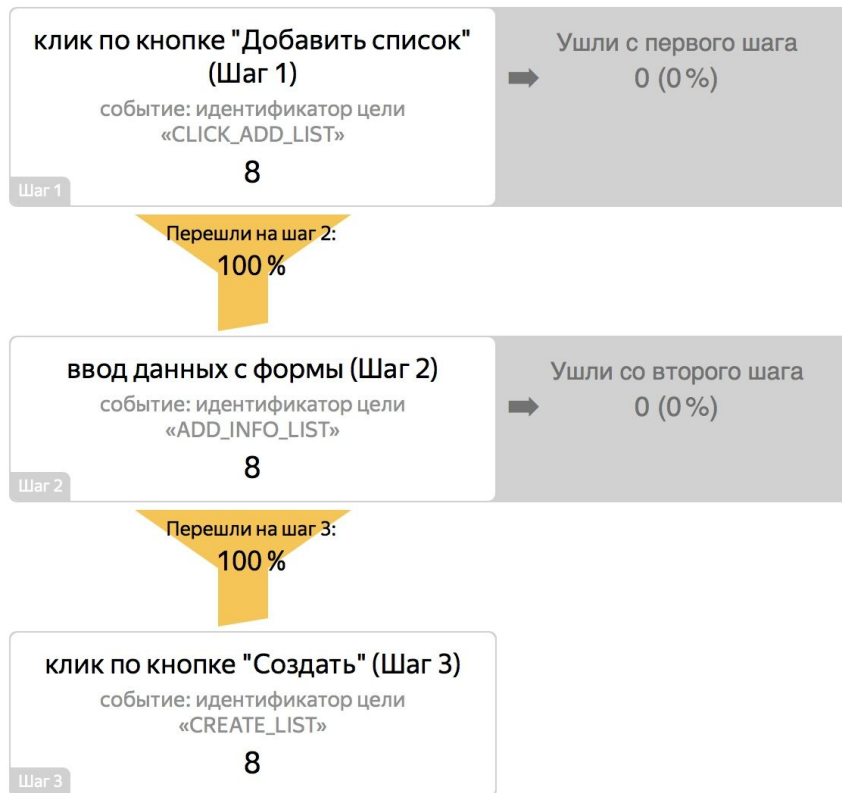 клик по кнопке "Добавить список"
(Шаг 1)
событие: идентификатор цели
«CLICK_ADD_LIST»
8
Шаг 1
Ушли с первого шага
0 (0 %)
Перешли на шаг 2:
100 %
ввод данных с формы (Шаг 2)
событие: идентификатор цели
«ADD_INFO_LIST»
8
Шаг 2
Ушли со второго шага
0 (0 %)
Перешли на шаг 3:
100 %
клик по кнопке "Создать" (Шаг 3)
событие: идентификатор цели
«CREATE_LIST»
8
Шаг 3